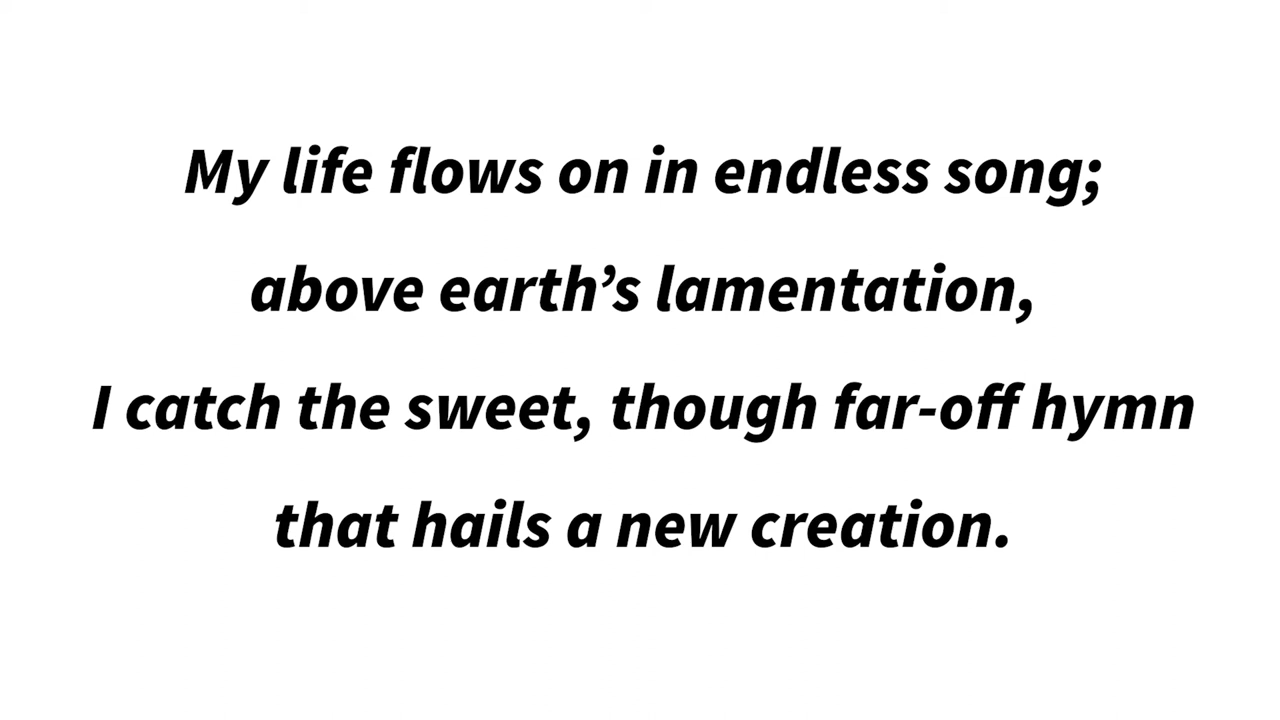 My life flows on in endless song;
above earth’s lamentation,
I catch the sweet, though far-off hymn
that hails a new creation.